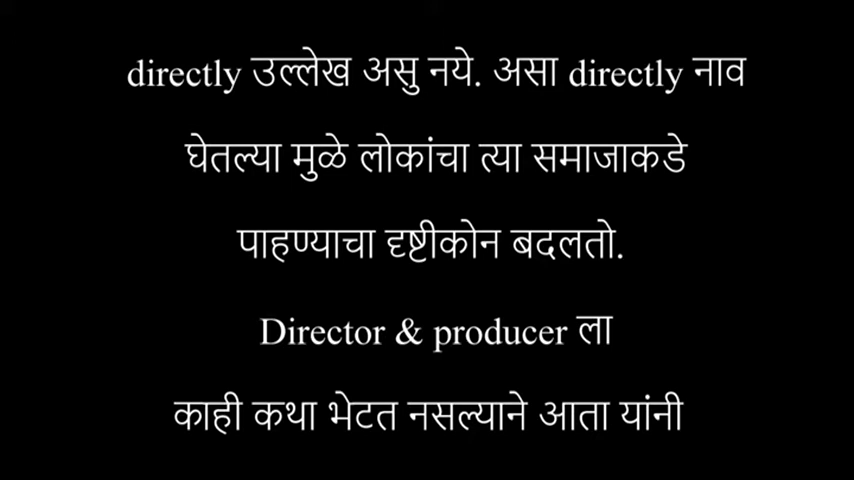 directly उल्लेख असु नये. असा directly नाव
घेतल्या मुळे लोकांचा त्या समाजाकडे
पाहण्याचा दृष्टीकोन बदलतो.
Director & producer ला
काही कथा भेटत नसल्याने आता यांनी